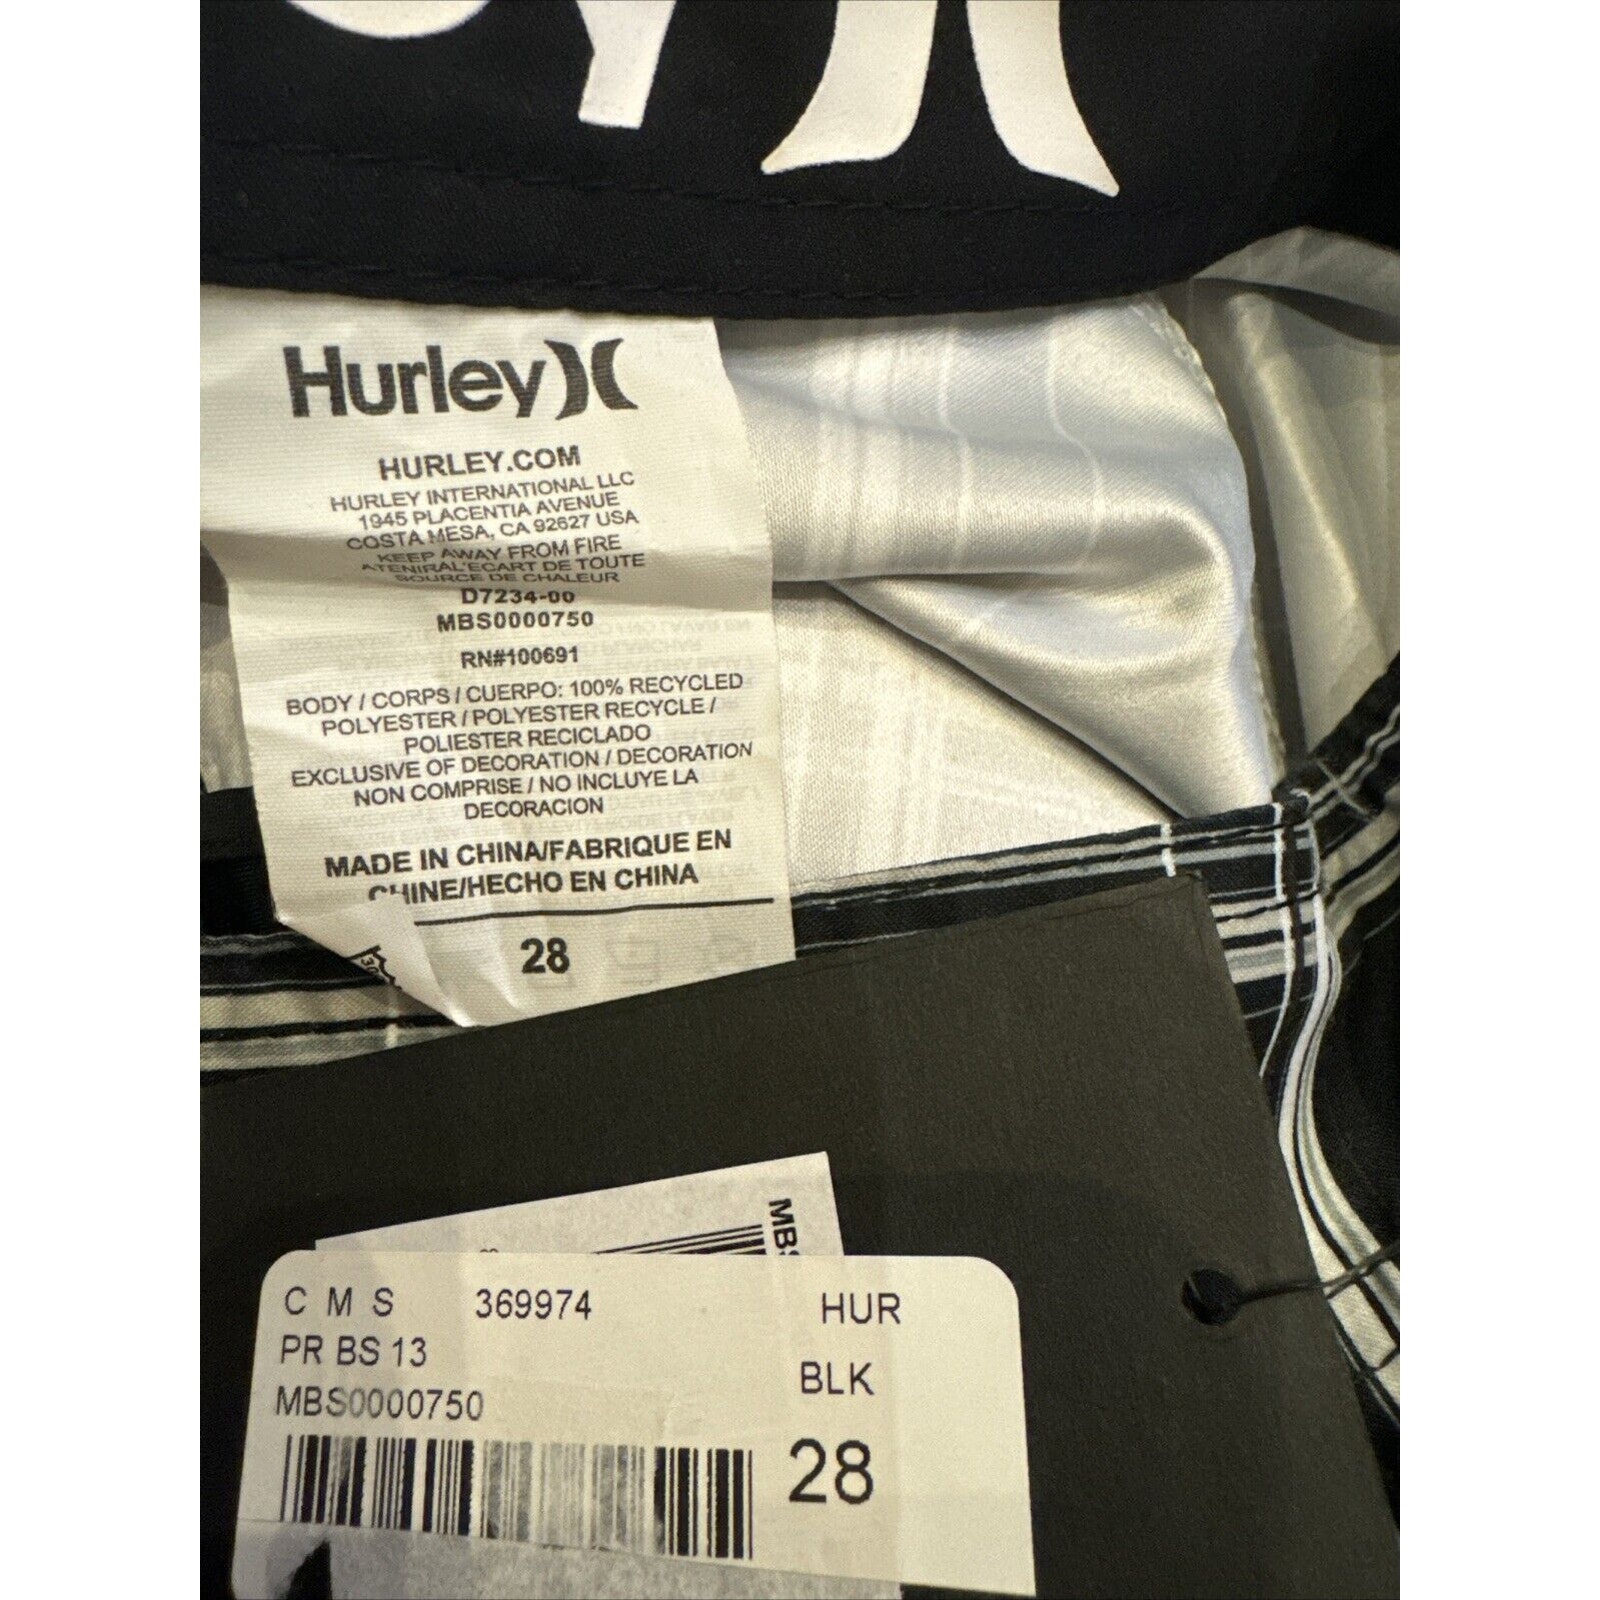 Hurley
HURLEY.COM
HURLEY INTERNATIONAL LLC
1945 PLACENTIA AVENUE
COSTA MESA, CA 92627 USA
KEEP AWAY FROM FIRE
A TENIR A L'ECART DE TOUTE
SOURCE DE CHALEUR
D7234-00
MBS0000750
RN#100691
BODY / CORPS / CUERPO: 100% RECYCLED
POLYESTER / POLYESTER RECYCLE /
POLIESTER RECICLADO
EXCLUSIVE OF DECORATION / DECORATION
NON COMPRISE / NO INCLUYE LA
DECORACION
MADE IN CHINA/FABRIQUE EN
CHINE/HECHO EN CHINA
28
MBS
C M S 369974 HUR
PR BS 13
BLK
MBS0000750
28